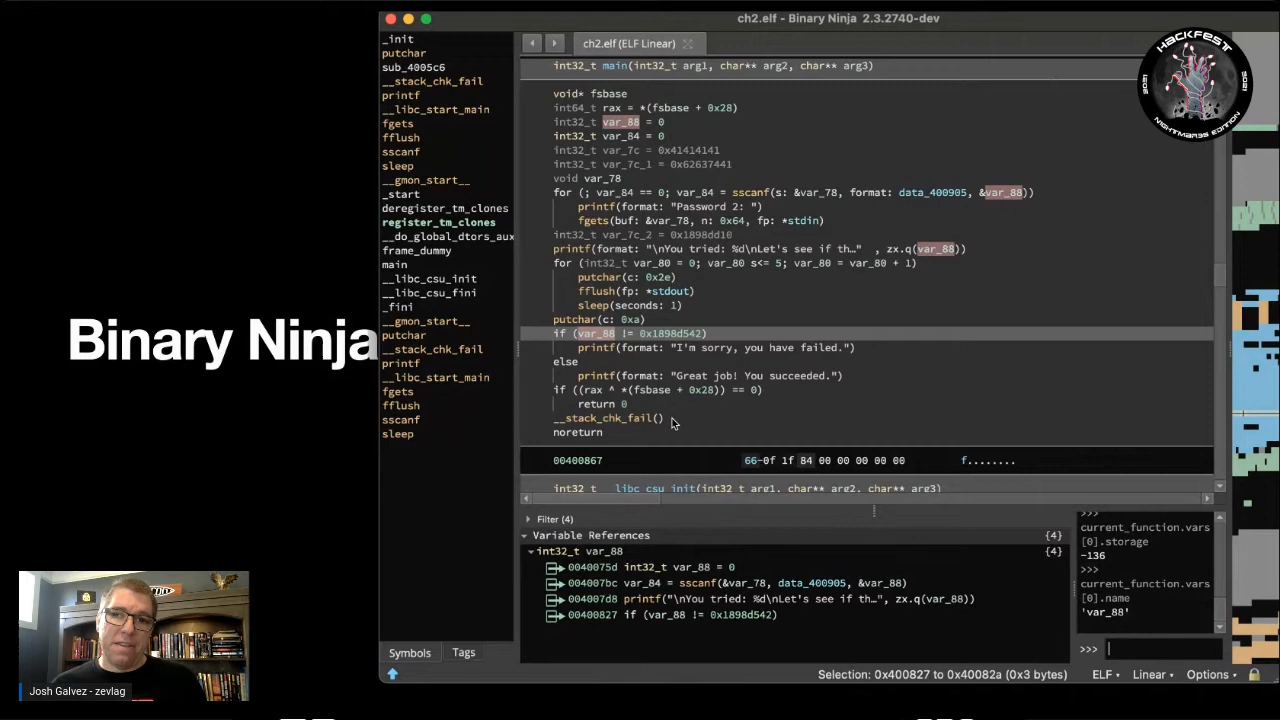 ch2.elf - Binary Ninja 2.3.2740-dev
HACKFEST
2021
NIGHTMARES EDITION
_init
putchar
sub_4005c6
__stack_chk_fail
printf
__libc_start_main
fgets
fflush
sscanf
sleep
__gmon_start__
_start
deregister_tm_clones
register_tm_clones
__do_global_dtors_aux
frame_dummy
main
__libc_csu_init
__libc_csu_fini
_fini
__gmon_start__
putchar
__stack_chk_fail
printf
__libc_start_main
fgets
fflush
sscanf
sleep
Symbols
Tags
Binary Ninja
Josh Galvez - zevlag
ch2.elf (ELF Linear)
int32_t main(int32_t arg1, char** arg2, char** arg3)
void* fsbase
int64_t rax = *(fsbase + 0x28)
int32_t var_88 = 0
int32_t var_84 = 0
int32_t var_7c = 0x41414141
int32_t var_7c_1 = 0x62637441
void var_78
for (; var_84 == 0; var_84 = sscanf(s: &var_78, format: data_400905, &var_88))
printf(format: "Password 2: ")
fgets(buf: &var_78, n: 0x64, fp: *stdin)
int32_t var_7c_2 = 0x1898dd10
printf(format: "\nYou tried: %d\nLet's see if th…" , zx.q(var_88))
for (int32_t var_80 = 0; var_80 s<= 5; var_80 = var_80 + 1)
putchar(c: 0x2e)
fflush(fp: *stdout)
sleep(seconds: 1)
putchar(c: 0xa)
if (var_88 != 0x1898d542)
printf(format: "I'm sorry, you have failed.")
else
printf(format: "Great job! You succeeded.")
if ((rax ^ *(fsbase + 0x28)) == 0)
return 0
__stack_chk_fail()
noreturn
00400867 66-0f 1f 84 00 00 00 00 00 f........
int32_t __libc_csu_init(int32_t arg1, char** arg2, char** arg3)
Filter (4)
Variable References {4}
int32_t var_88 {4}
0040075d int32_t var_88 = 0
004007bc var_84 = sscanf(&var_78, data_400905, &var_88)
004007d8 printf("\nYou tried: %d\nLet's see if th…", zx.q(var_88))
00400827 if (var_88 != 0x1898d542)
>>>
current_function.vars
[0].storage
-136
>>>
current_function.vars
[0].name
'var_88'
>>>
Selection: 0x400827 to 0x40082a (0x3 bytes)
ELF
Linear
Options